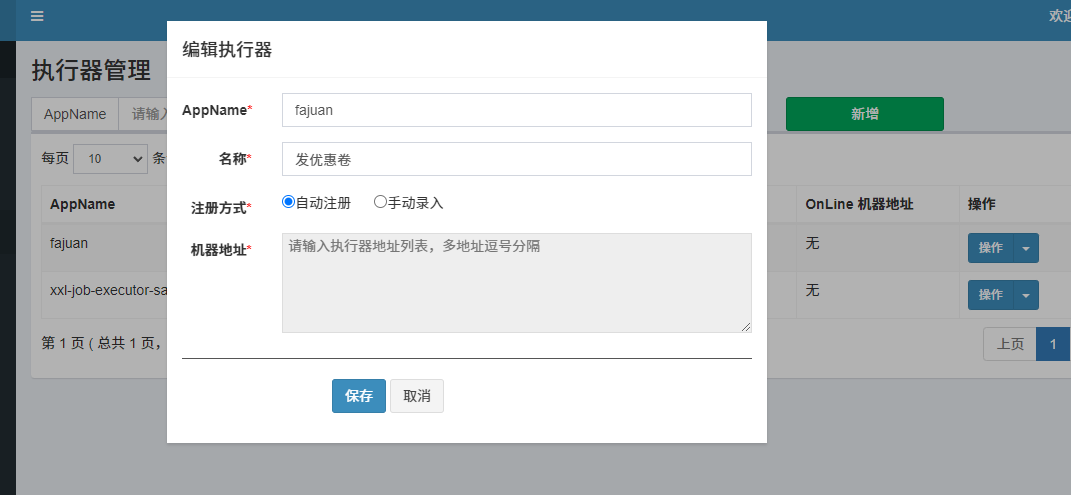 欢迎
编辑执行器
执行器管理
AppName*
fajuan
AppName
请输入
新增
名称*
发优惠卷
每页
10
条
注册方式*
自动注册
手动录入
AppName
OnLine 机器地址
操作
机器地址*
请输入执行器地址列表，多地址逗号分隔
fajuan
无
操作
xxl-job-executor-sa
无
操作
第 1 页 ( 总共 1 页，
上页
1
保存
取消